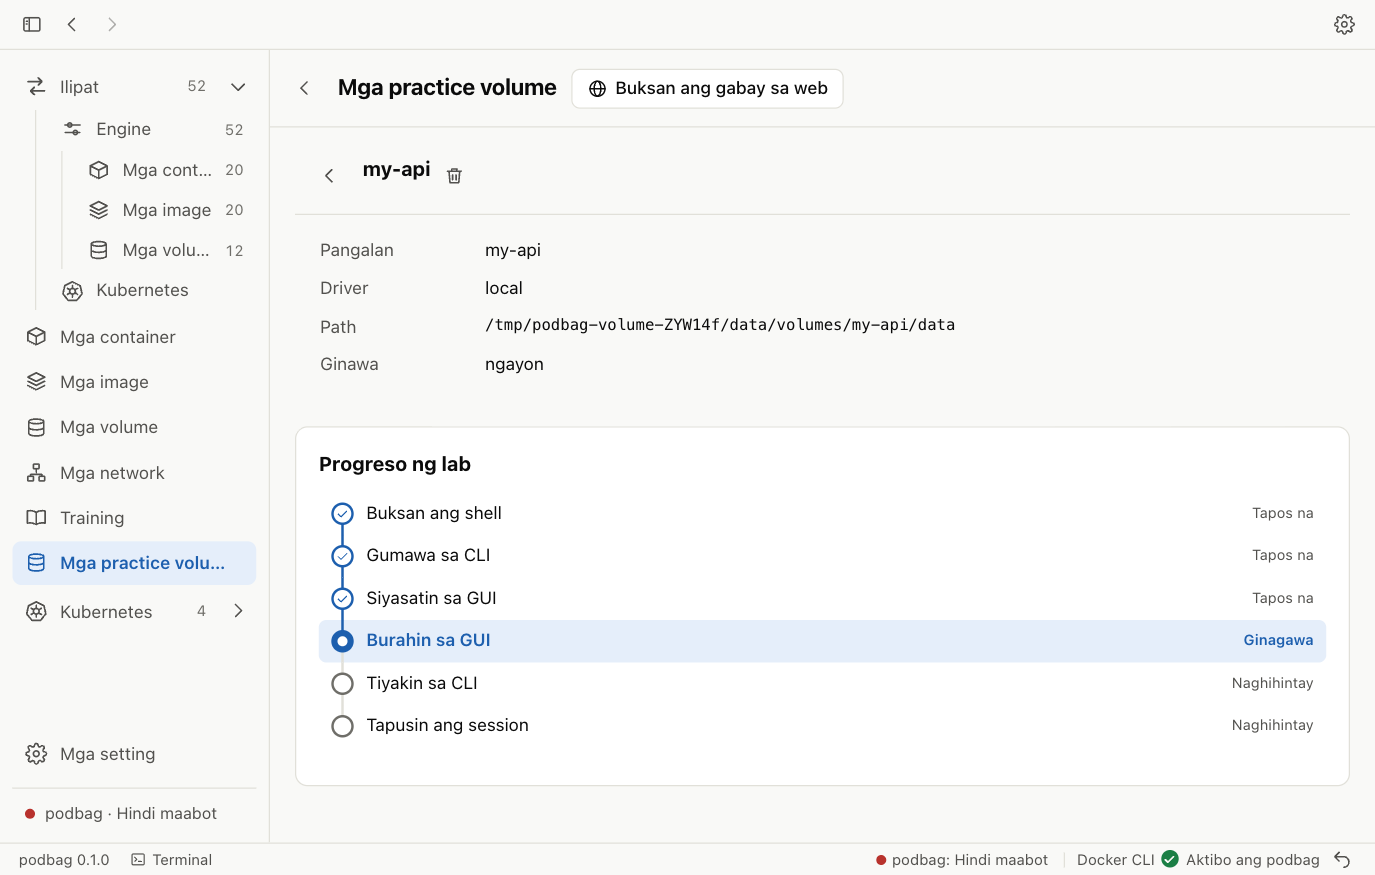 Ilipat 52
Engine 52
Mga cont... 20
Mga image 20
Mga volu... 12
Kubernetes
Mga container
Mga image
Mga volume
Mga network
Training
Mga practice volu...
Kubernetes 4
Mga setting
podbag · Hindi maabot
Mga practice volume
Buksan ang gabay sa web
my-api
Pangalan my-api
Driver local
Path /tmp/podbag-volume-ZYW14f/data/volumes/my-api/data
Ginawa ngayon
Progreso ng lab
Buksan ang shell Tapos na
Gumawa sa CLI Tapos na
Siyasatin sa GUI Tapos na
Burahin sa GUI Ginagawa
Tiyakin sa CLI Naghihintay
Tapusin ang session Naghihintay
podbag 0.1.0 Terminal podbag: Hindi maabot Docker CLI Aktibo ang podbag